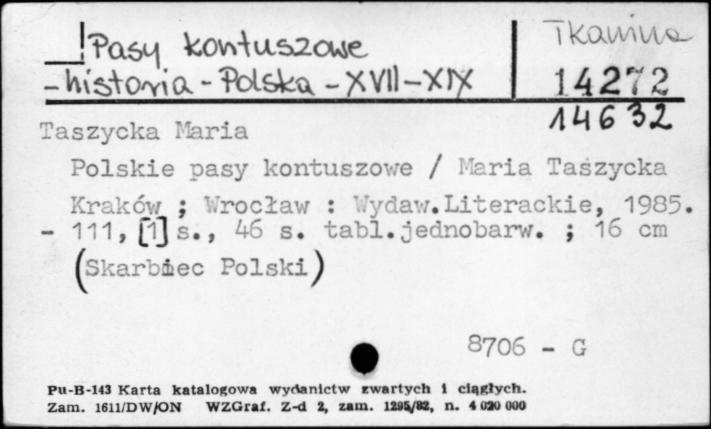 Pasy kontuszowe
- historia - Polska - XVII - XIX
Tkanina
14272
14632
Taszycka Maria
Polskie pasy kontuszowe / Maria Taszycka
Kraków ; Wrocław : Wydaw.Literackie, 1985.
- 111, [1] s., 46 s. tabl.jednobarw. ; 16 cm
(Skarbiec Polski)
8706 - G
Pu-B-143 Karta katalogowa wydanictw zwartych i ciągłych.
Zam. 1611/DW/ON WZGraf. Z-d 2, zam. 1295/82, n. 4 020 000